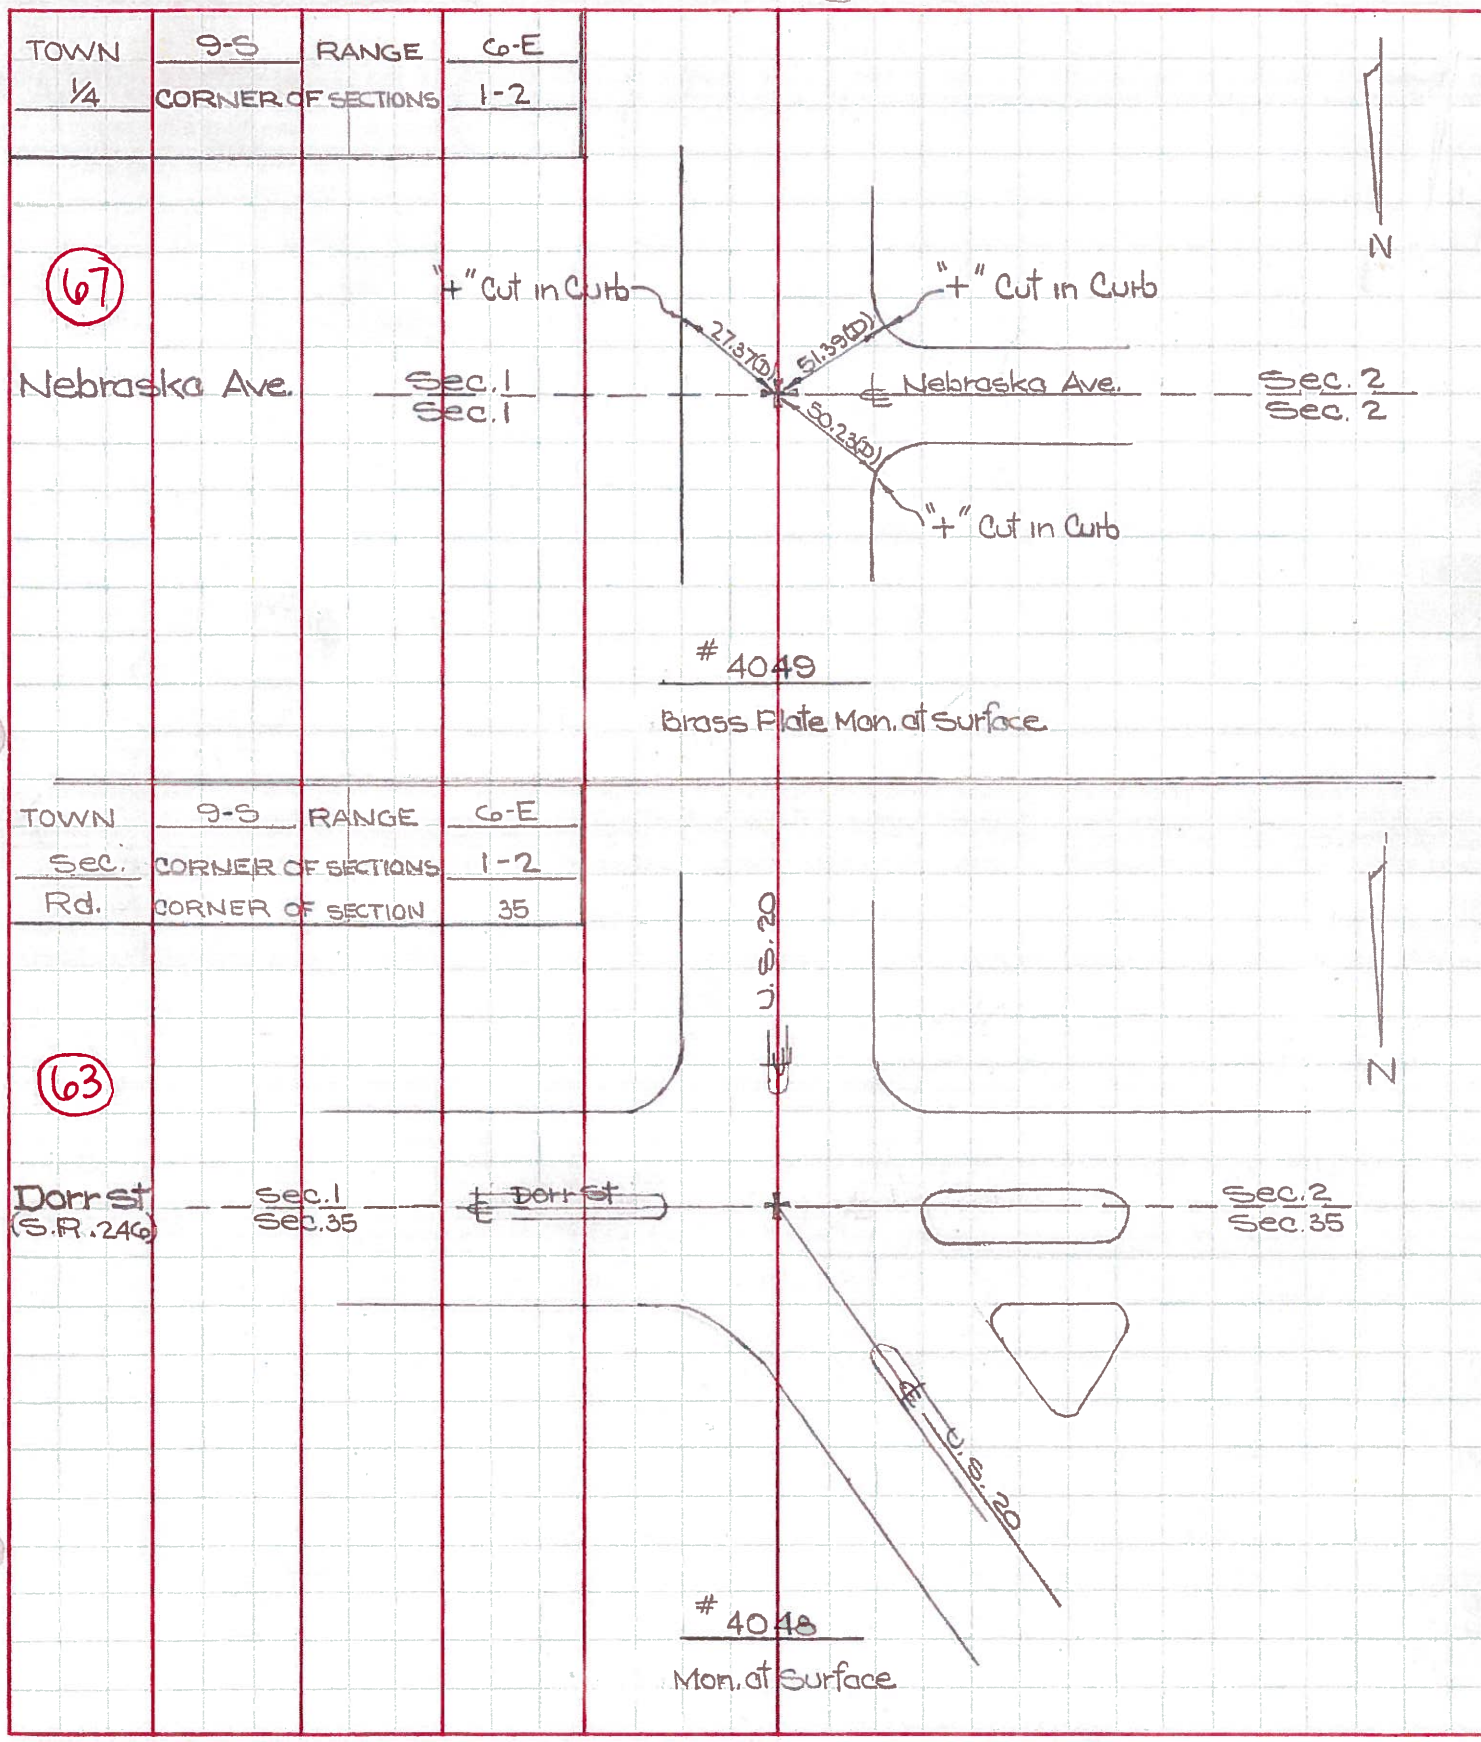 TOWN 9-S RANGE 6-E
1/4 CORNER OF SECTIONS 1-2
N
67
"+" Cut in Curb
"+" Cut in Curb
27.37(D)
51.39(D)
Nebraska Ave.
Sec. 1
Sec. 1
℄ Nebraska Ave.
Sec. 2
Sec. 2
50.23(D)
"+" Cut in Curb
# 4049
Brass Plate Mon. at Surface
TOWN 9-S RANGE 6-E
Sec. CORNER OF SECTIONS 1-2
Rd. CORNER OF SECTION 35
U.S. 20
℄
N
63
Dorr St
(S.R. 246)
Sec. 1
Sec. 35
℄ Dorr St
Sec. 2
Sec. 35
℄ U.S. 20
# 4048
Mon. at Surface